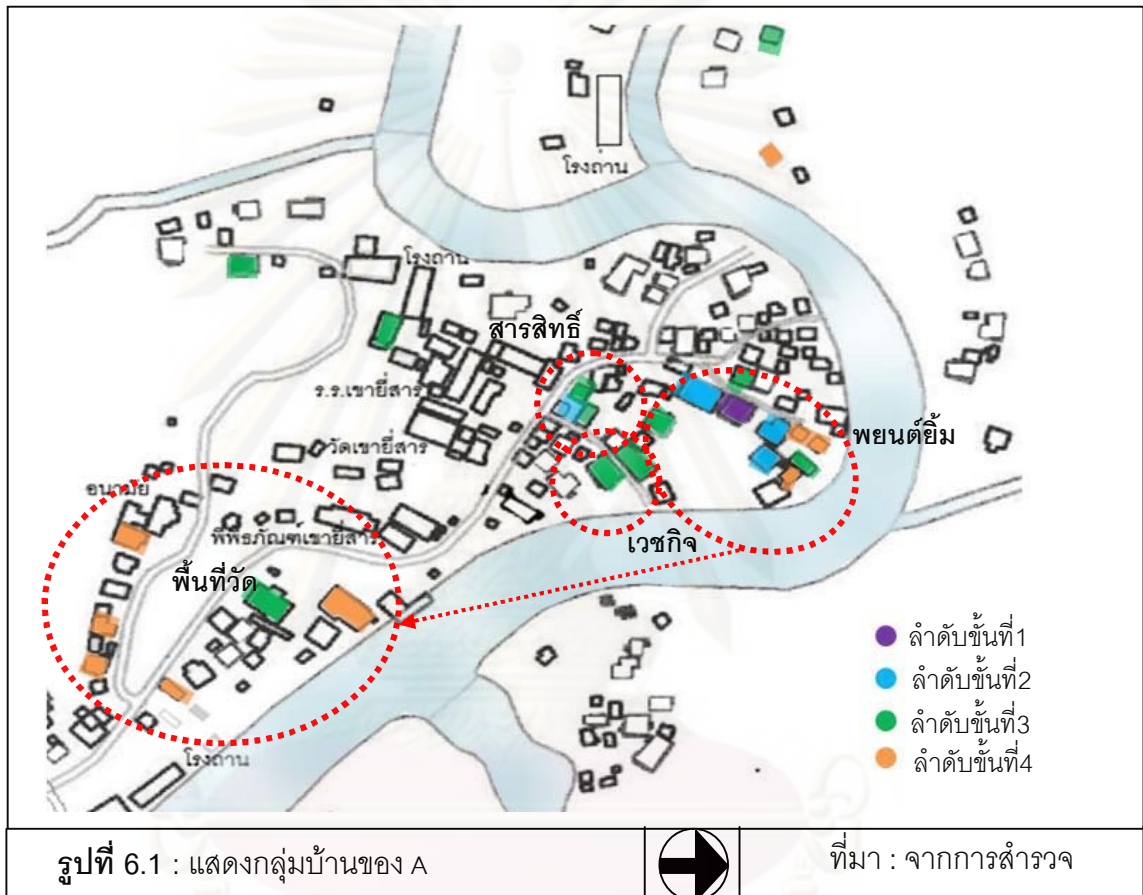 โรงถ่าน
โรงถ่าน
สารสิทธิ์
ร.ร.เขายี่สาร
พยนต์ยิ้ม
วัดเขายี่สาร
อนามัย
พิพิธภัณฑ์เขายี่สาร
เวชกิจ
พื้นที่วัด
ลำดับขั้นที่1
ลำดับขั้นที่2
ลำดับขั้นที่3
ลำดับขั้นที่4
โรงถ่าน
รูปที่ 6.1 : แสดงกลุ่มบ้านของ A
ที่มา : จากการสำรวจ